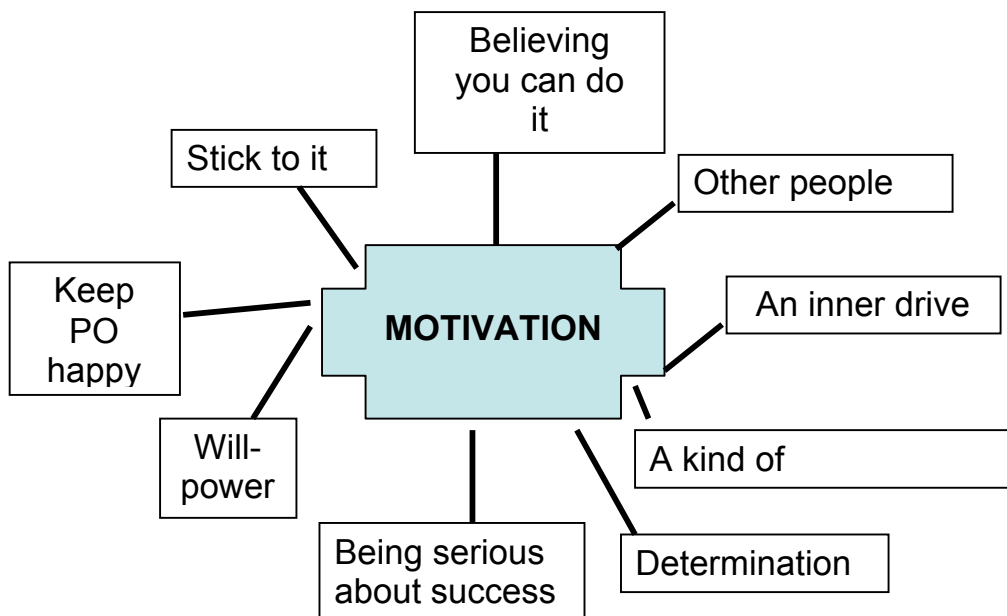 Believing
you can do
it
Stick to it
Other people
Keep
PO
happy
An inner drive
MOTIVATION
Will-
power
A kind of
Being serious
about success
Determination